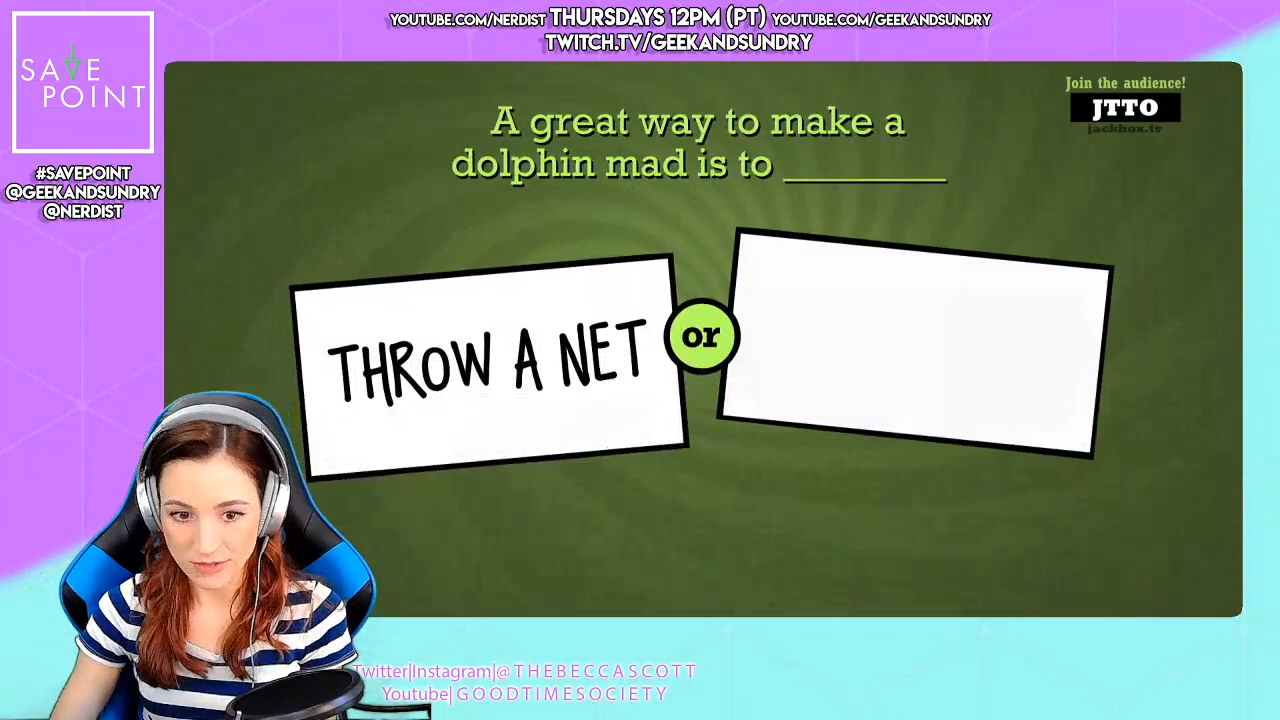 YOUTUBE.COM/NERDIST THURSDAYS 12PM (PT) YOUTUBE.COM/GEEKANDSUNDRY
TWITCH.TV/GEEKANDSUNDRY
SAVE
POINT
#SAVEPOINT
@GEEKANDSUNDRY
@NERDIST
Join the audience!
JTTO
jackbox.tv
A great way to make a
dolphin mad is to ________
THROW A NET
or
Twitter|Instagram|@THEBECCASCOTT
Youtube|GOODTIMESOCIETY